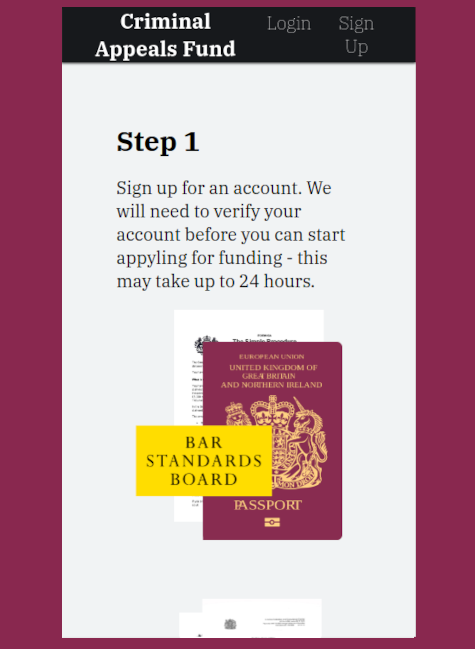 Criminal
Appeals Fund
Login
Sign
Up
Step 1
Sign up for an account. We
will need to verify your
account before you can start
appyling for funding - this
may take up to 24 hours.
The Simple Procedure
EUROPEAN UNION
UNITED KINGDOM OF
GREAT BRITAIN
AND NORTHERN IRELAND
BAR
STANDARDS
BOARD
PASSPORT